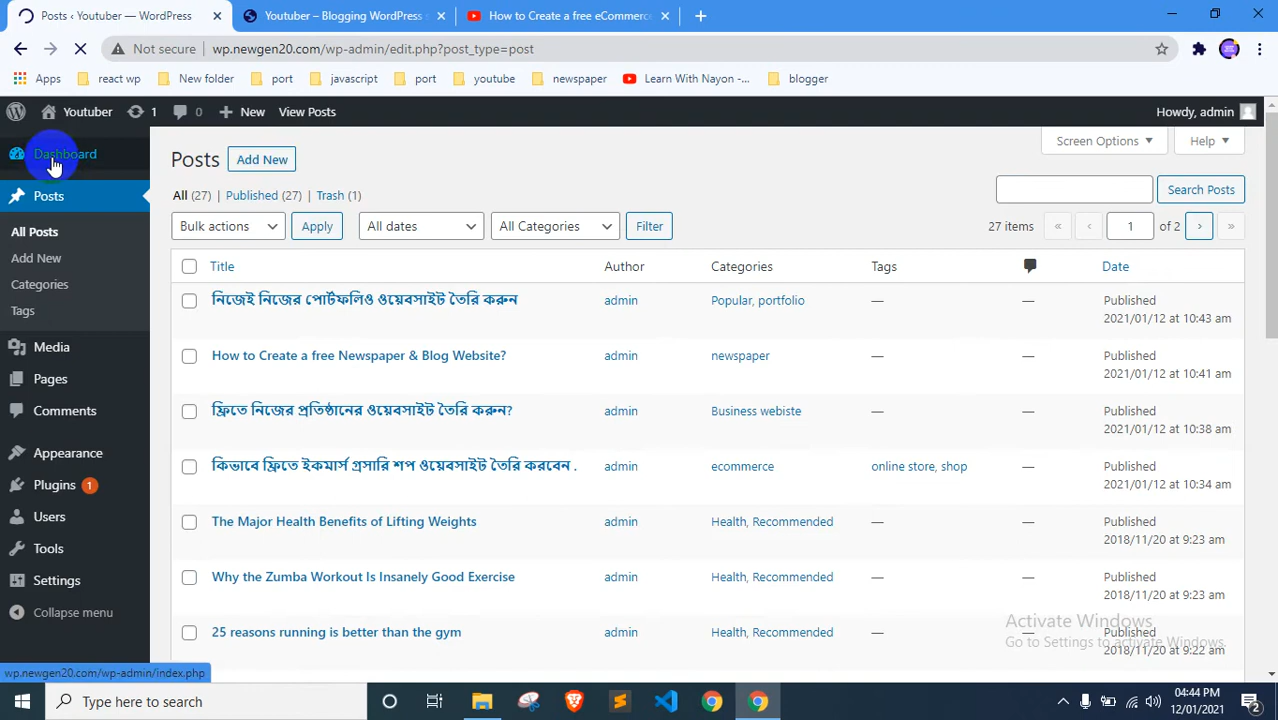 Posts ‹ Youtuber — WordPress
Youtuber – Blogging WordPress s
How to Create a free eCommerce
Not secure
wp.newgen20.com/wp-admin/edit.php?post_type=post
Apps
react wp
New folder
port
javascript
port
youtube
newspaper
Learn With Nayon -...
blogger
Youtuber
1
0
New
View Posts
Howdy, admin
Dashboard
Posts
All Posts
Add New
Categories
Tags
Media
Pages
Comments
Appearance
Plugins 1
Users
Tools
Settings
Collapse menu
Posts
Add New
Screen Options
Help
All (27) | Published (27) | Trash (1)
Search Posts
Bulk actions
Apply
All dates
All Categories
Filter
27 items
«
‹
1
of 2
›
»
Title
Author
Categories
Tags
Date
নিজেই নিজের পোর্টফলিও ওয়েবসাইট তৈরি করুন
admin
Popular, portfolio
—
—
Published
2021/01/12 at 10:43 am
How to Create a free Newspaper & Blog Website?
admin
newspaper
—
—
Published
2021/01/12 at 10:41 am
ফ্রিতে নিজের প্রতিষ্ঠানের ওয়েবসাইট তৈরি করুন?
admin
Business webiste
—
—
Published
2021/01/12 at 10:38 am
কিভাবে ফ্রিতে ইকমার্স গ্রসারি শপ ওয়েবসাইট তৈরি করবেন .
admin
ecommerce
online store, shop
—
Published
2021/01/12 at 10:34 am
The Major Health Benefits of Lifting Weights
admin
Health, Recommended
—
—
Published
2018/11/20 at 9:23 am
Why the Zumba Workout Is Insanely Good Exercise
admin
Health, Recommended
—
—
Published
2018/11/20 at 9:23 am
25 reasons running is better than the gym
admin
Health, Recommended
—
—
Published
2018/11/20 at 9:22 am
Activate Windows
Go to Settings to activate Windows.
wp.newgen20.com/wp-admin/index.php
Type here to search
04:44 PM
12/01/2021
2